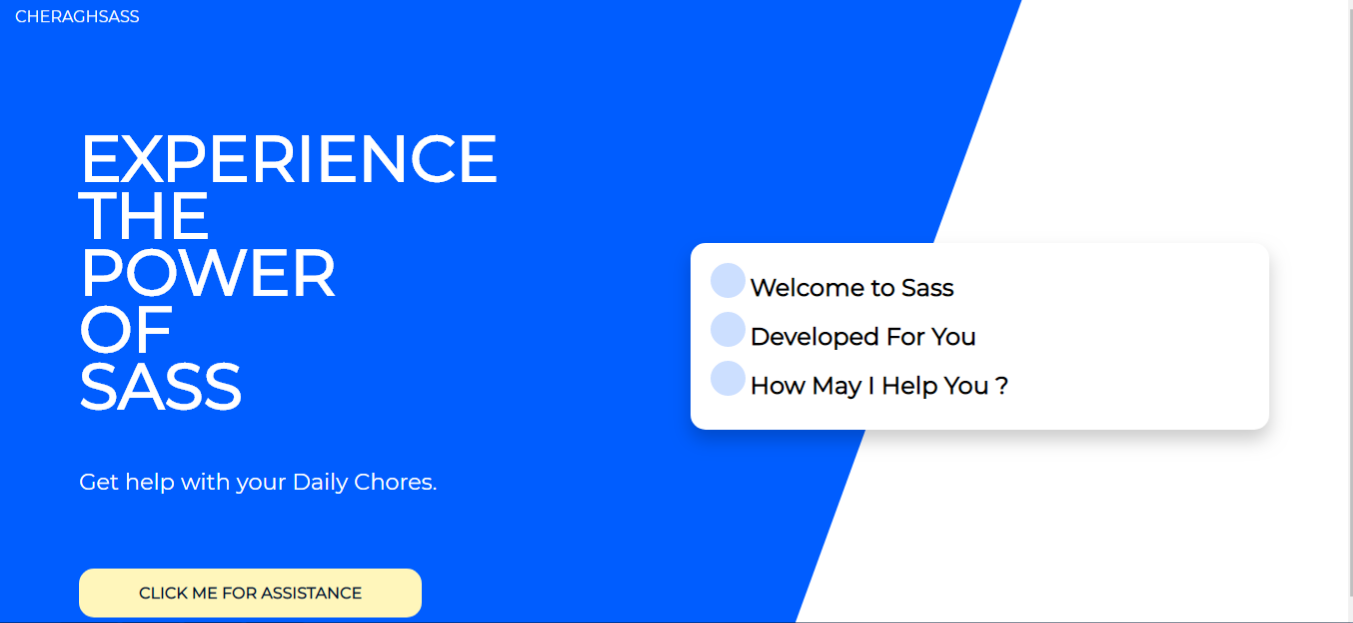 CHERAGHSASS
EXPERIENCE
THE
POWER
OF
SASS
Get help with your Daily Chores.
CLICK ME FOR ASSISTANCE
Welcome to Sass
Developed For You
How May I Help You ?